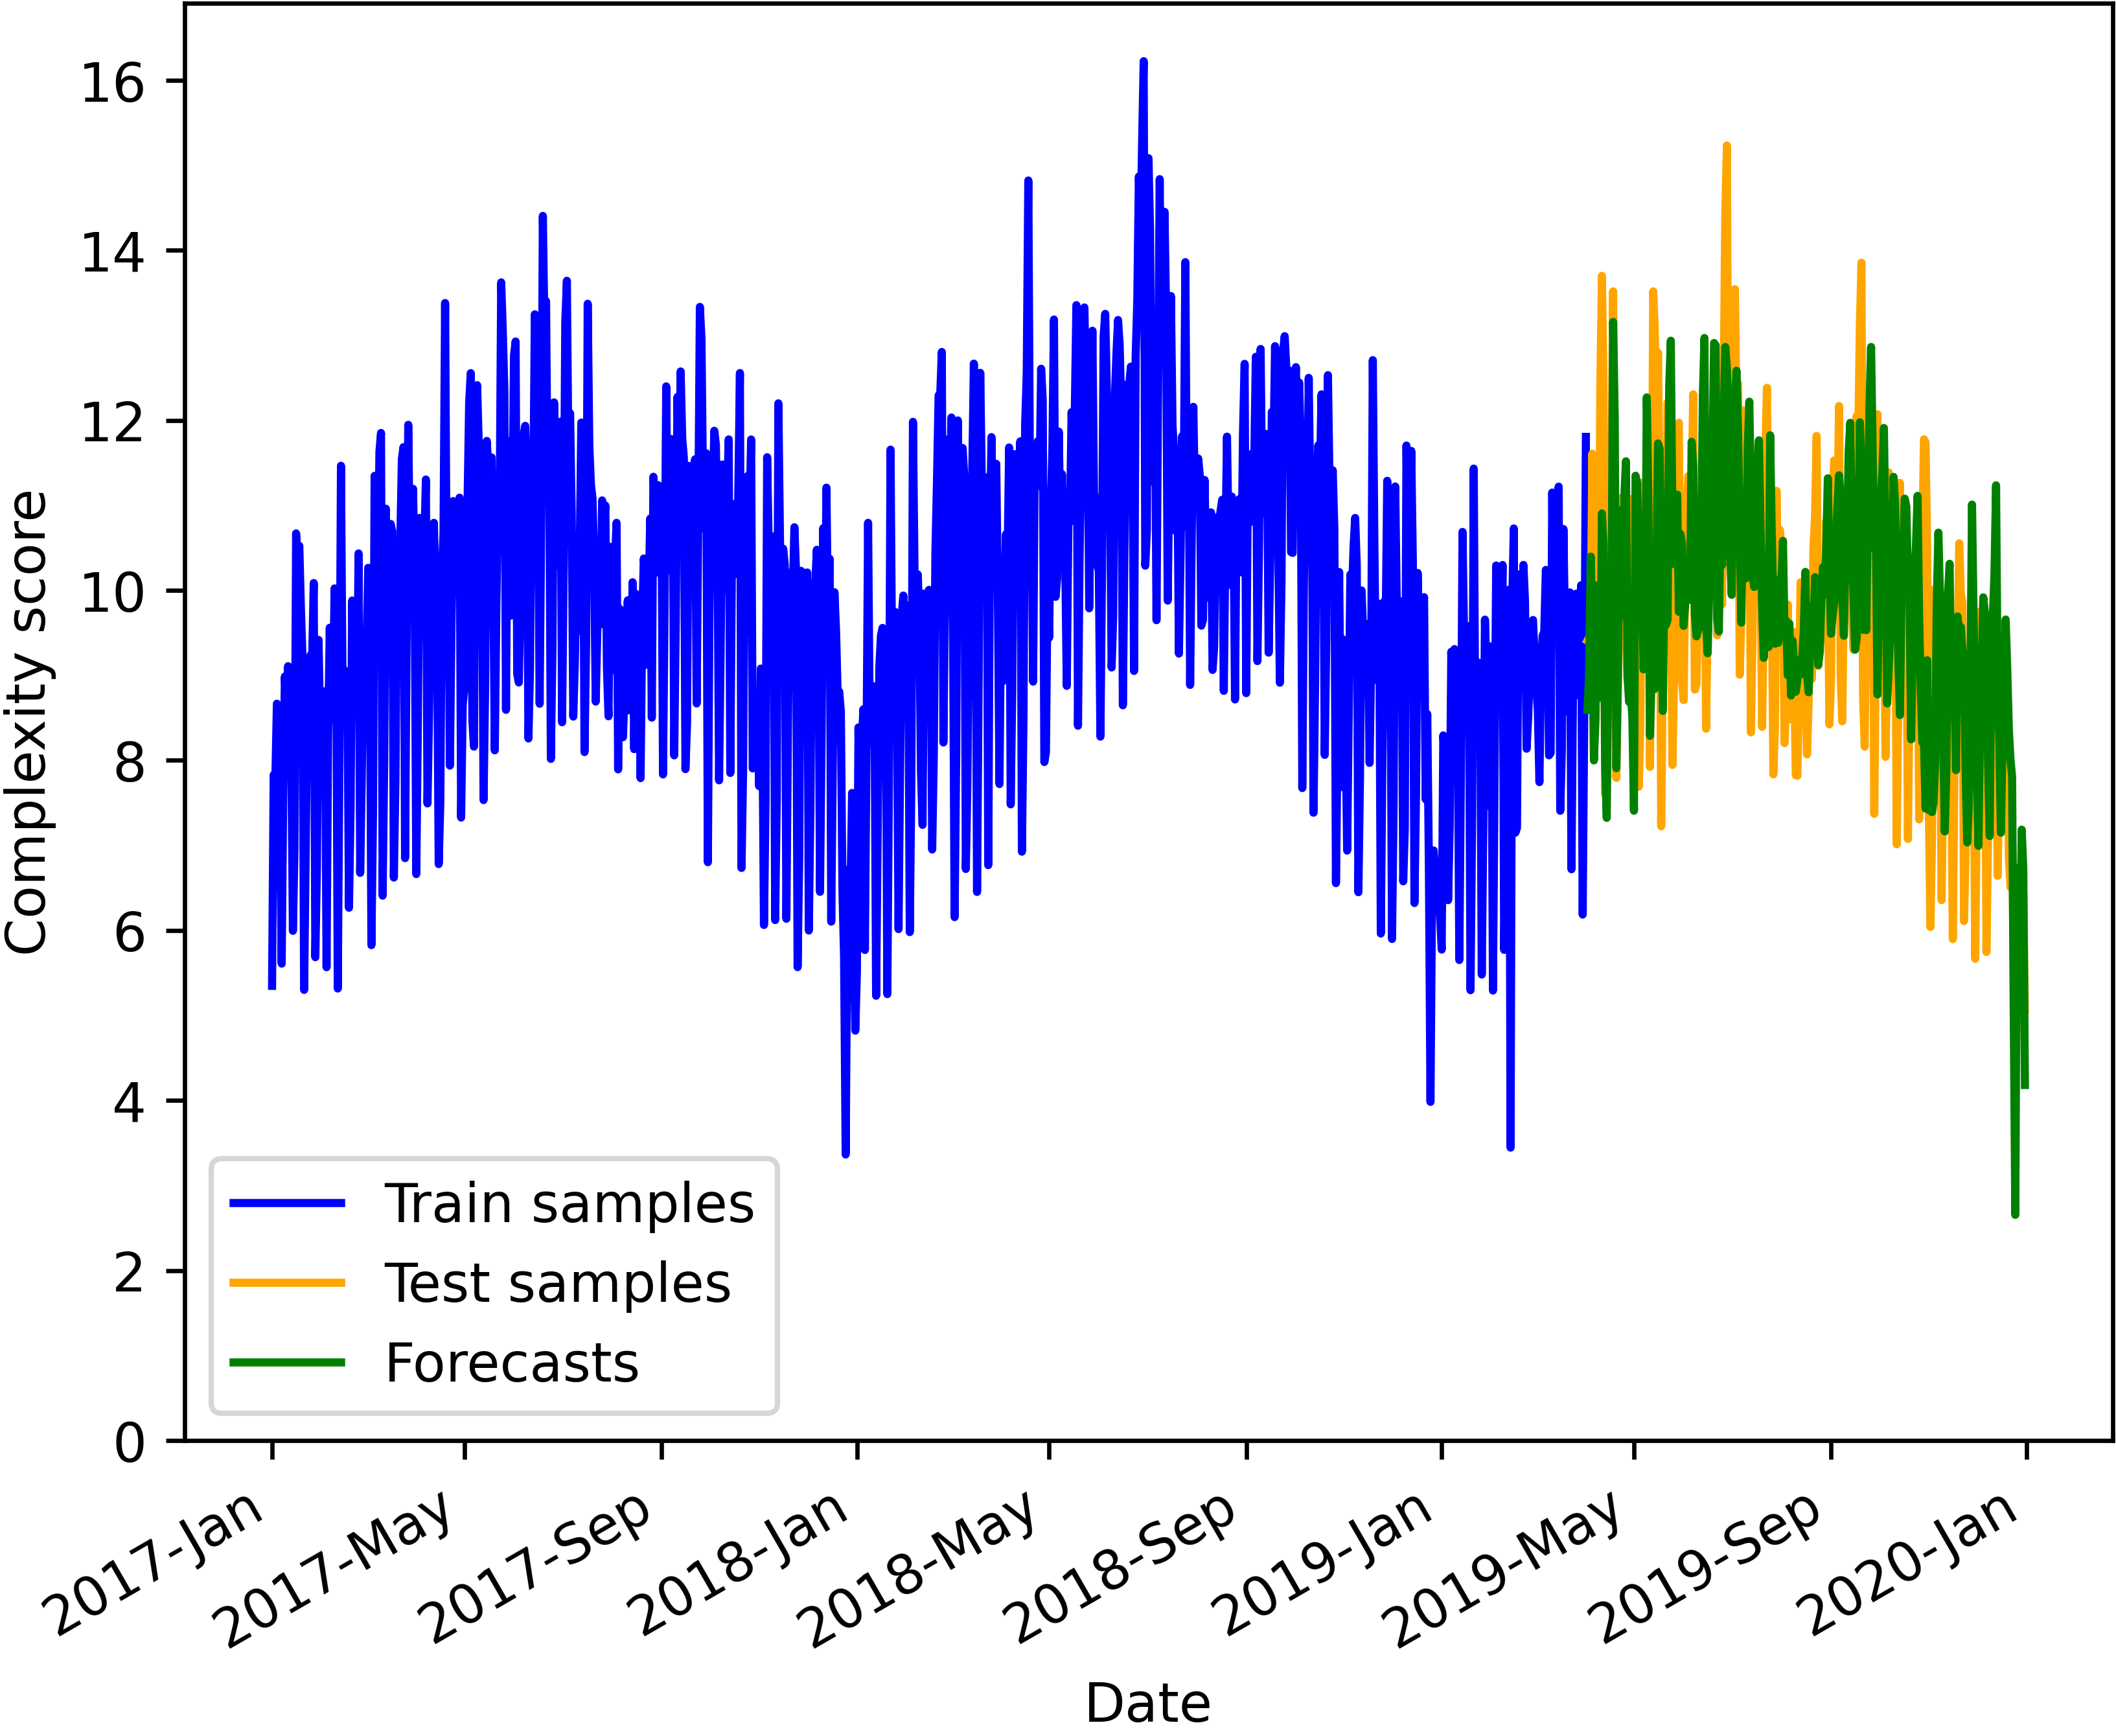 Complexity score
16
14
12
10
8
6
4
2
0
Train samples
Test samples
Forecasts
2017-Jan
2017-May
2017-Sep
2018-Jan
2018-May
2018-Sep
2019-Jan
2019-May
2019-Sep
2020-Jan
Date